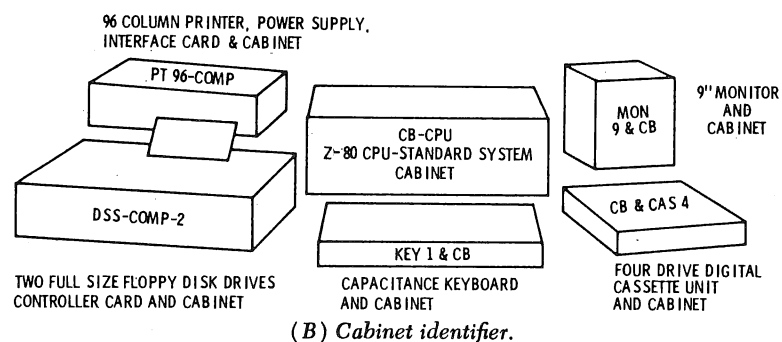 96 COLUMN PRINTER, POWER SUPPLY,
INTERFACE CARD & CABINET
PT 96-COMP
DSS-COMP-2
TWO FULL SIZE FLOPPY DISK DRIVES
CONTROLLER CARD AND CABINET
CB-CPU
Z-80 CPU-STANDARD SYSTEM
CABINET
KEY 1 & CB
CAPACITANCE KEYBOARD
AND CABINET
MON
9 & CB
9" MONITOR
AND
CABINET
CB & CAS 4
FOUR DRIVE DIGITAL
CASSETTE UNIT
AND CABINET
(B) Cabinet identifier.